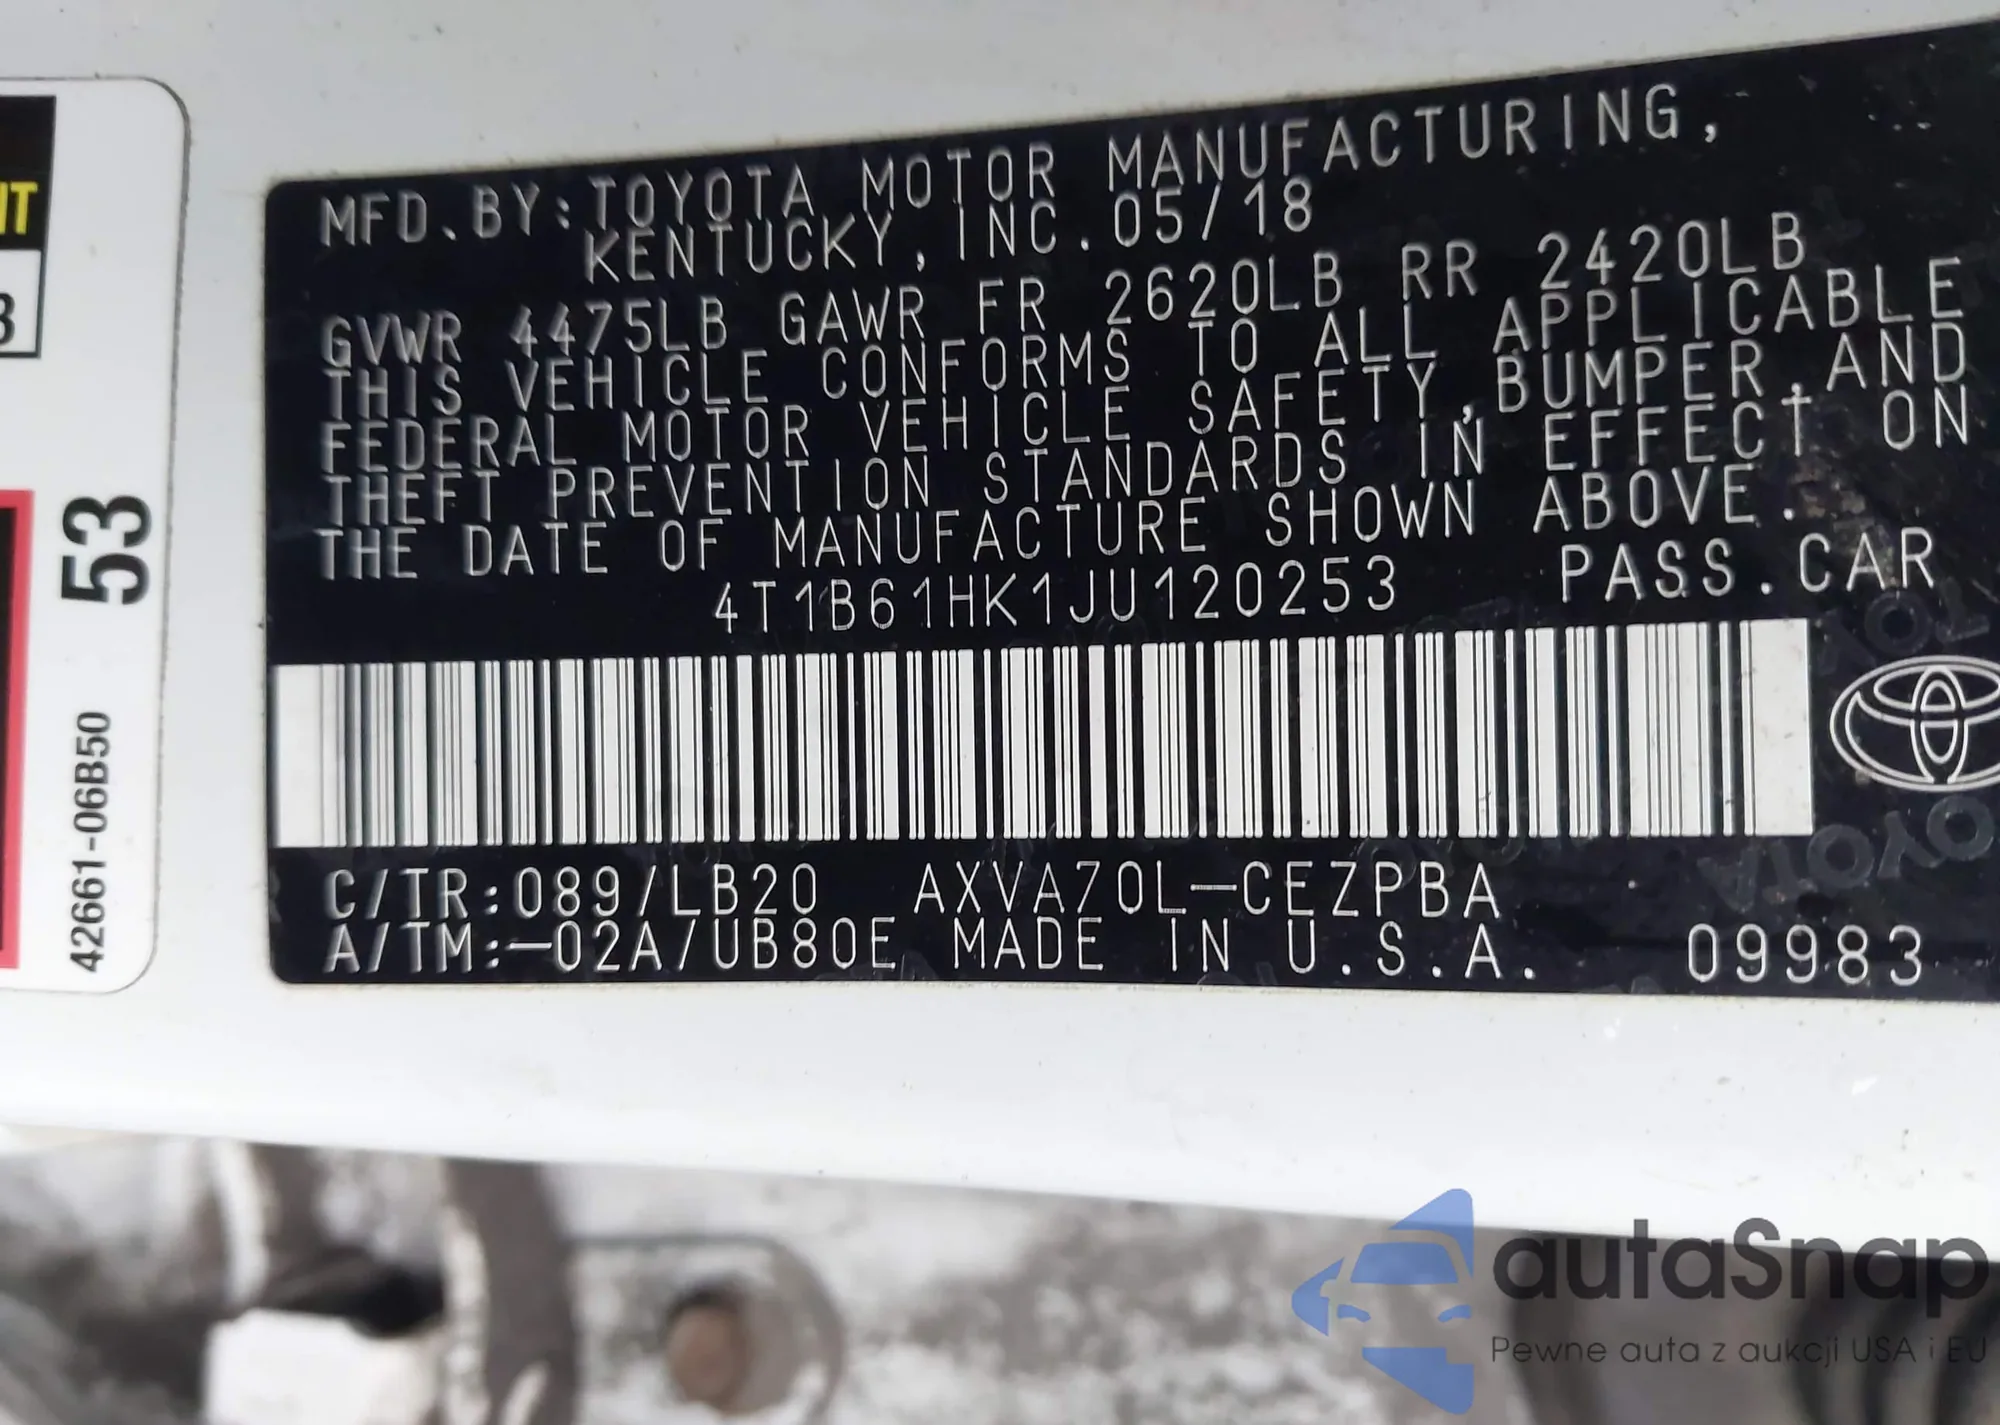 MFD.BY:TOYOTA MOTOR MANUFACTURING,
KENTUCKY, INC. 05/18
GVWR 4475LB GAWR FR 2620LB RR 2420LB
THIS VEHICLE CONFORMS TO ALL APPLICABLE
FEDERAL MOTOR VEHICLE SAFETY,BUMPER,AND
THEFT PREVENTION STANDARDS IN EFFECT ON
THE DATE OF MANUFACTURE SHOWN ABOVE.
4T1B61HK1JU120253 PASS.CAR
C/TR:089/LB20 AXVA70L-CEZPBA
A/TM:-02A/UB80E MADE IN U.S.A. 09983
53
42661-06B50
autaSnap
Pewne auta z aukcji USA i EU